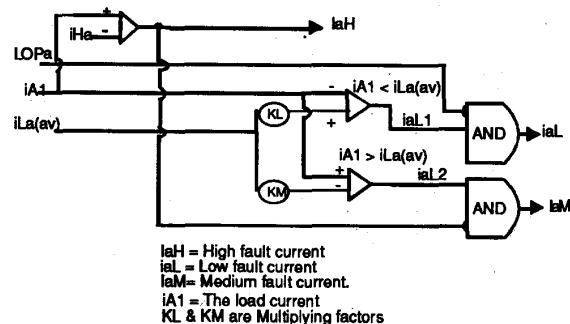 +
iHa
-
IaH
LOPa
iA1
iLa(av)
-
iA1 < iLa(av)
KL
+
iaL1
AND
iaL
iA1 > iLa(av)
+
iaL2
KM
-
AND
IaM
IaH = High fault current
iaL = Low fault current
IaM= Medium fault current.
iA1 = The load current
KL & KM are Multiplying factors